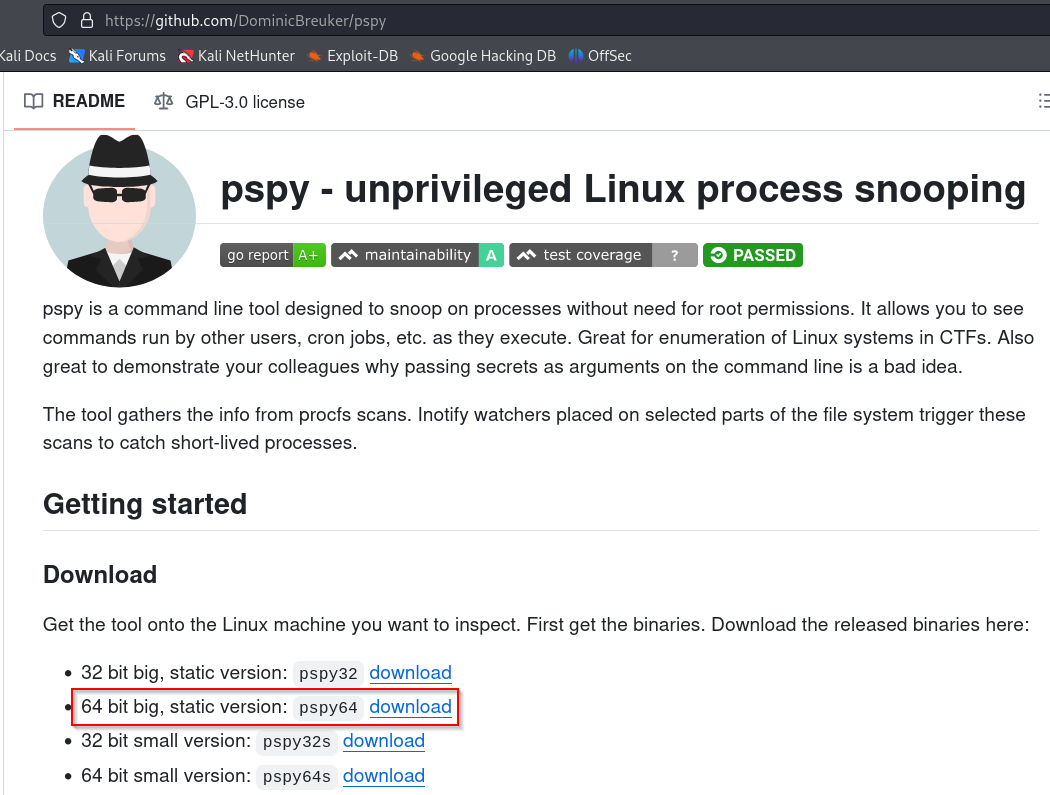 https://github.com/DominicBreuker/pspy
Kali Docs Kali Forums Kali NetHunter Exploit-DB Google Hacking DB OffSec
README GPL-3.0 license
pspy - unprivileged Linux process snooping
go report A+ maintainability A test coverage ? PASSED
pspy is a command line tool designed to snoop on processes without need for root permissions. It allows you to see
commands run by other users, cron jobs, etc. as they execute. Great for enumeration of Linux systems in CTFs. Also
great to demonstrate your colleagues why passing secrets as arguments on the command line is a bad idea.
The tool gathers the info from procfs scans. Inotify watchers placed on selected parts of the file system trigger these
scans to catch short-lived processes.
Getting started
Download
Get the tool onto the Linux machine you want to inspect. First get the binaries. Download the released binaries here:
• 32 bit big, static version: pspy32 download
• 64 bit big, static version: pspy64 download
• 32 bit small version: pspy32s download
• 64 bit small version: pspy64s download